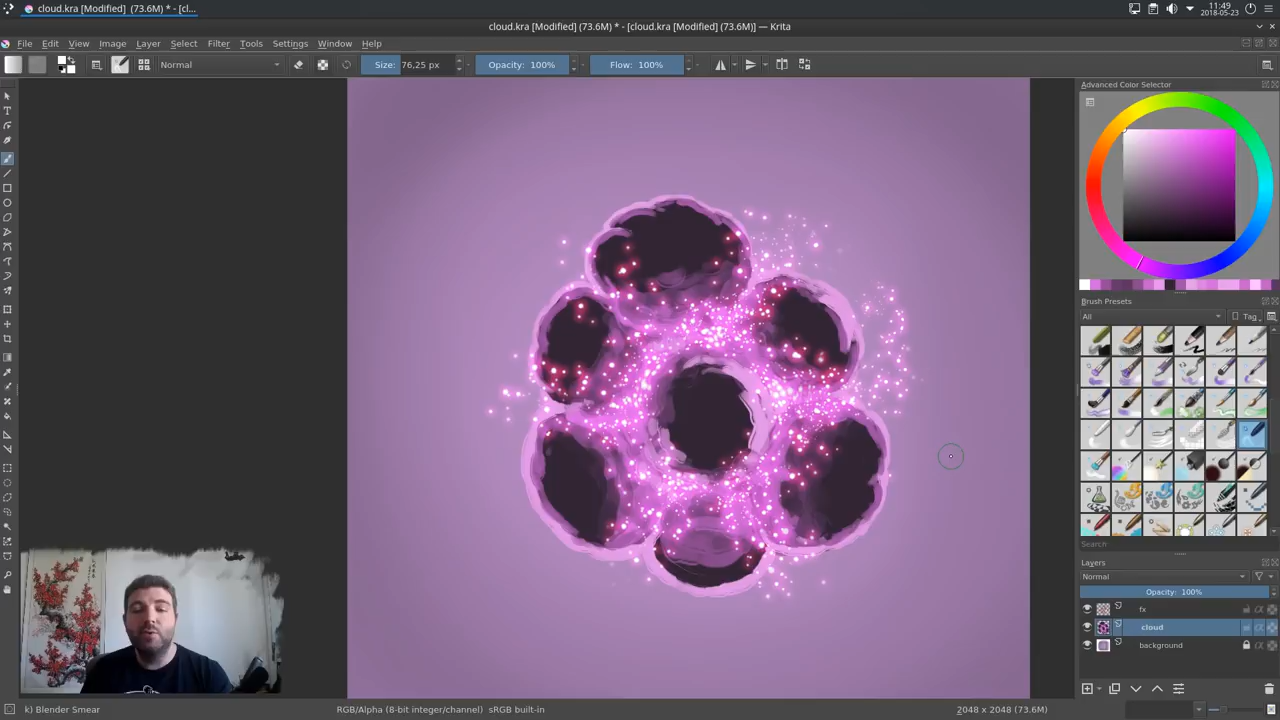 cloud.kra [Modified] (73.6M) * - [cl...
11:49
2018-05-23
cloud.kra [Modified] (73.6M) * - [cloud.kra [Modified] (73.6M)] — Krita
File Edit View Image Layer Select Filter Tools Settings Window Help
Normal Size: 76,25 px Opacity: 100% Flow: 100%
Advanced Color Selector
Brush Presets
All Tag
Search
Layers
Normal
Opacity: 100%
fx
cloud
background
k) Blender Smear RGB/Alpha (8-bit integer/channel) sRGB built-in 2048 x 2048 (73.6M)